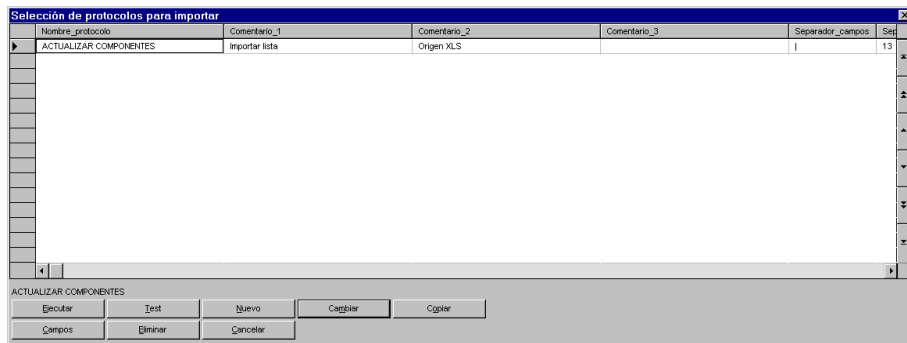 Selección de protocolos para importar
Nombre_protocolo Comentario_1 Comentario_2 Comentario_3 Separador_campos Sep
ACTUALIZAR COMPONENTES Importar lista Origen XLS | 13
ACTUALIZAR COMPONENTES
Ejecutar Test Nuevo Cambiar Copiar
Campos Eliminar Cancelar